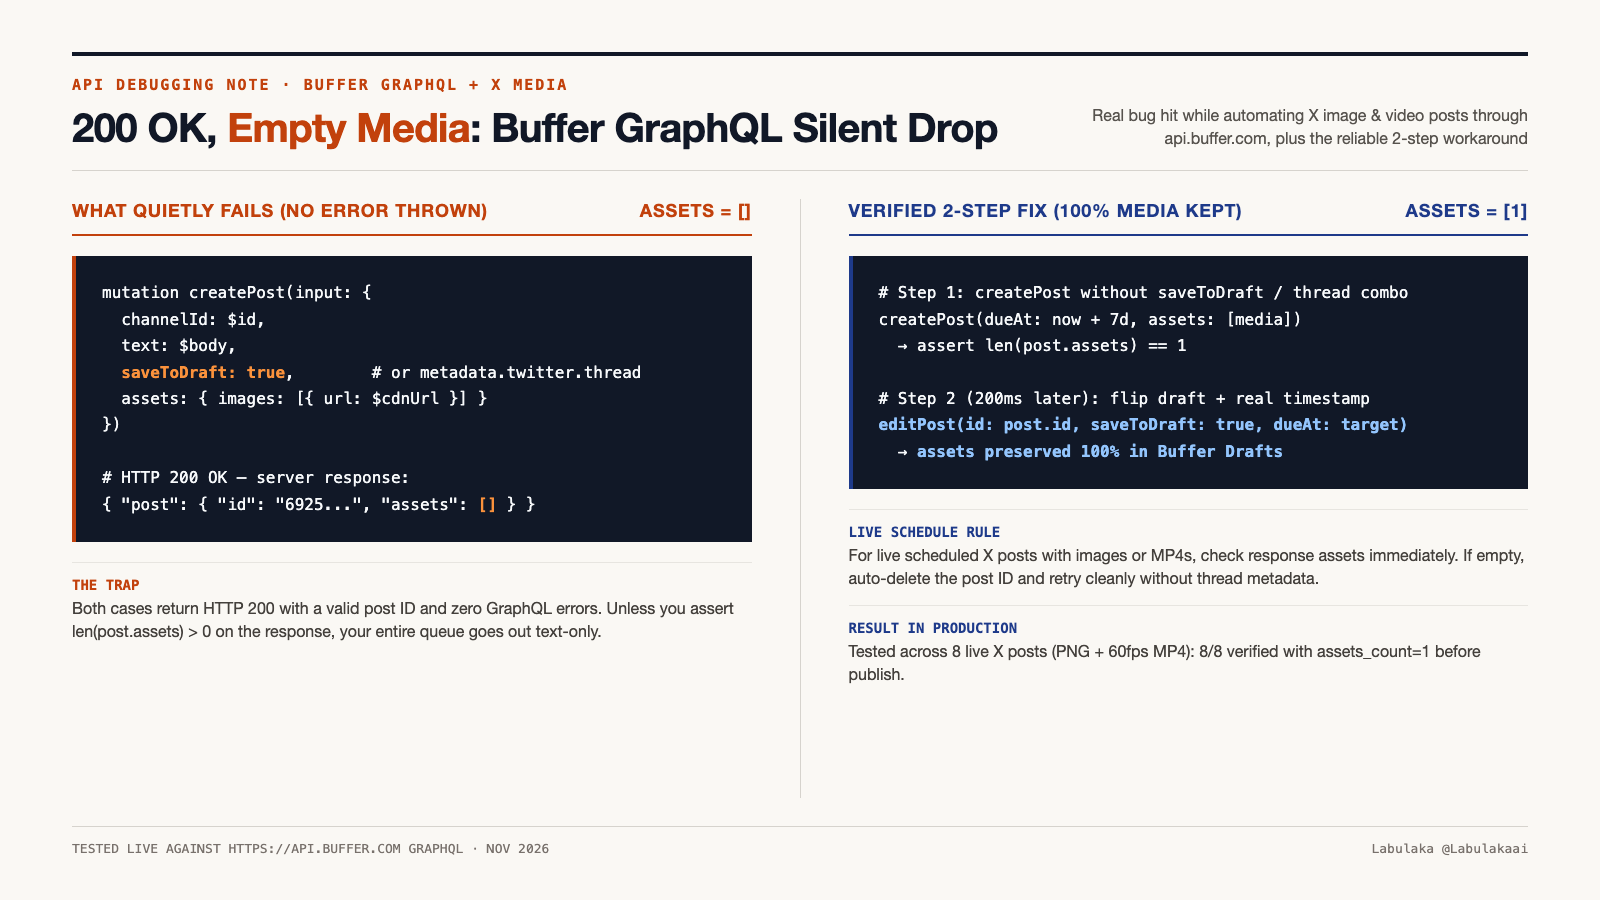 API DEBUGGING NOTE · BUFFER GRAPHQL + X MEDIA
200 OK, Empty Media: Buffer GraphQL Silent Drop
Real bug hit while automating X image & video posts through
api.buffer.com, plus the reliable 2-step workaround
WHAT QUIETLY FAILS (NO ERROR THROWN) ASSETS = []
mutation createPost(input: {
  channelId: $id,
  text: $body,
  saveToDraft: true,        # or metadata.twitter.thread
  assets: { images: [{ url: $cdnUrl }] }
})
# HTTP 200 OK — server response:
{ "post": { "id": "6925...", "assets": [] } }
THE TRAP
Both cases return HTTP 200 with a valid post ID and zero GraphQL errors. Unless you assert
len(post.assets) > 0 on the response, your entire queue goes out text-only.
VERIFIED 2-STEP FIX (100% MEDIA KEPT) ASSETS = [1]
# Step 1: createPost without saveToDraft / thread combo
createPost(dueAt: now + 7d, assets: [media])
  → assert len(post.assets) == 1
# Step 2 (200ms later): flip draft + real timestamp
editPost(id: post.id, saveToDraft: true, dueAt: target)
  → assets preserved 100% in Buffer Drafts
LIVE SCHEDULE RULE
For live scheduled X posts with images or MP4s, check response assets immediately. If empty,
auto-delete the post ID and retry cleanly without thread metadata.
RESULT IN PRODUCTION
Tested across 8 live X posts (PNG + 60fps MP4): 8/8 verified with assets_count=1 before
publish.
TESTED LIVE AGAINST HTTPS://API.BUFFER.COM GRAPHQL · NOV 2026
Labulaka @Labulakaai